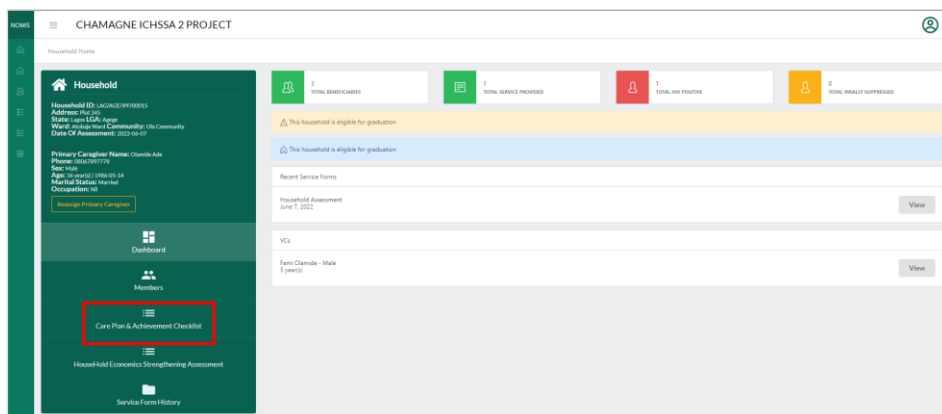 NOMIS
CHAMAGNE ICHSSA 2 PROJECT
Household Home
Household
Household ID: LAG/AGE/IPF/00015
Address: Plot 345
State: Lagos LGA: Agege
Ward: Atobaje Ward Community: Ola Community
Date Of Assessment: 2022-06-07
Primary Caregiver Name: Olamide Ade
Phone: 08067897776
Sex: Male
Age: 36 year(s) | 1986-05-14
Marital Status: Married
Occupation: Nil
Reassign Primary Caregiver
Dashboard
Members
Care Plan & Achievement Checklist
HouseHold Economics Strengthening Assessment
Service Form History
3
TOTAL BENEFICIARIES
1
TOTAL SERVICE PROVIDED
1
TOTAL HIV POSITIVE
0
TOTAL VIRALLY SUPPRESSED
This household is eligible for graduation
This household is eligible for graduation
Recent Service Forms
Household Assessment
June 7, 2022
View
VCs
Femi Olamide - Male
5 year(s)
View